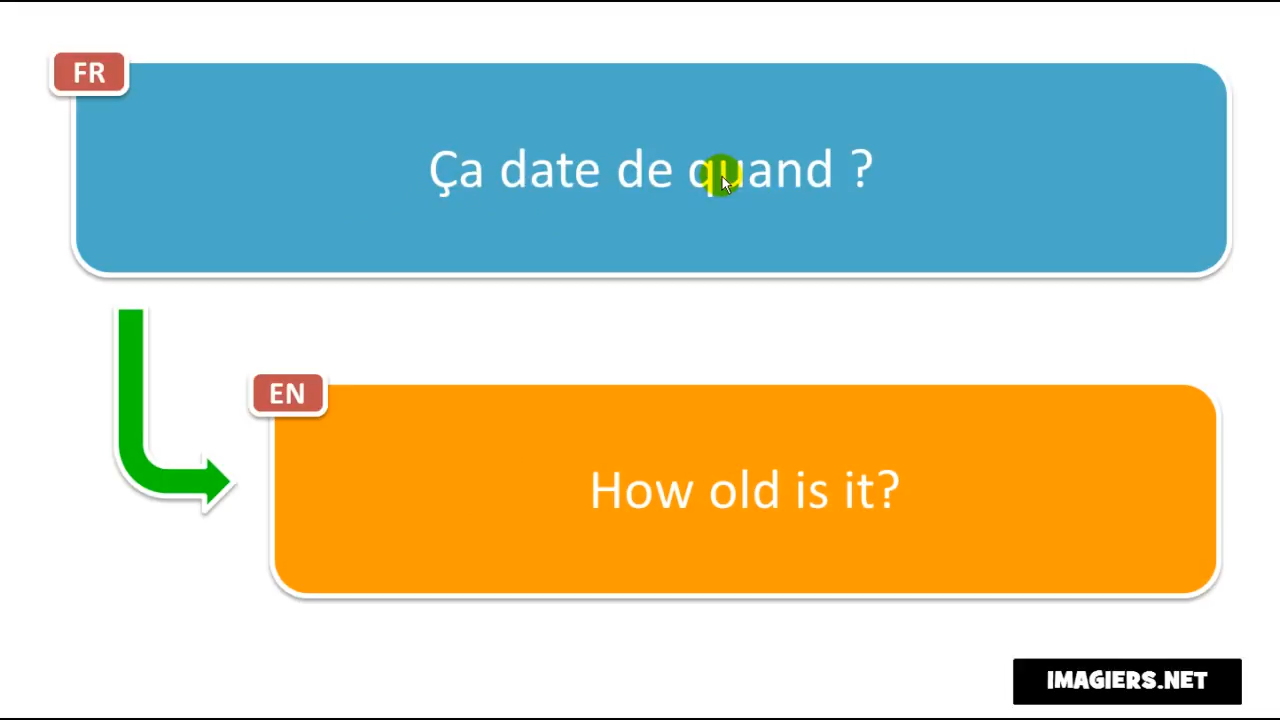 FR
Ça date de quand ?
EN
How old is it?
IMAGIERS.NET